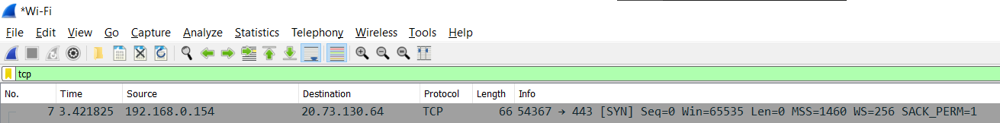 *Wi-Fi
File Edit View Go Capture Analyze Statistics Telephony Wireless Tools Help
tcp
No. Time Source Destination Protocol Length Info
7 3.421825 192.168.0.154 20.73.130.64 TCP 66 54367 → 443 [SYN] Seq=0 Win=65535 Len=0 MSS=1460 WS=256 SACK_PERM=1